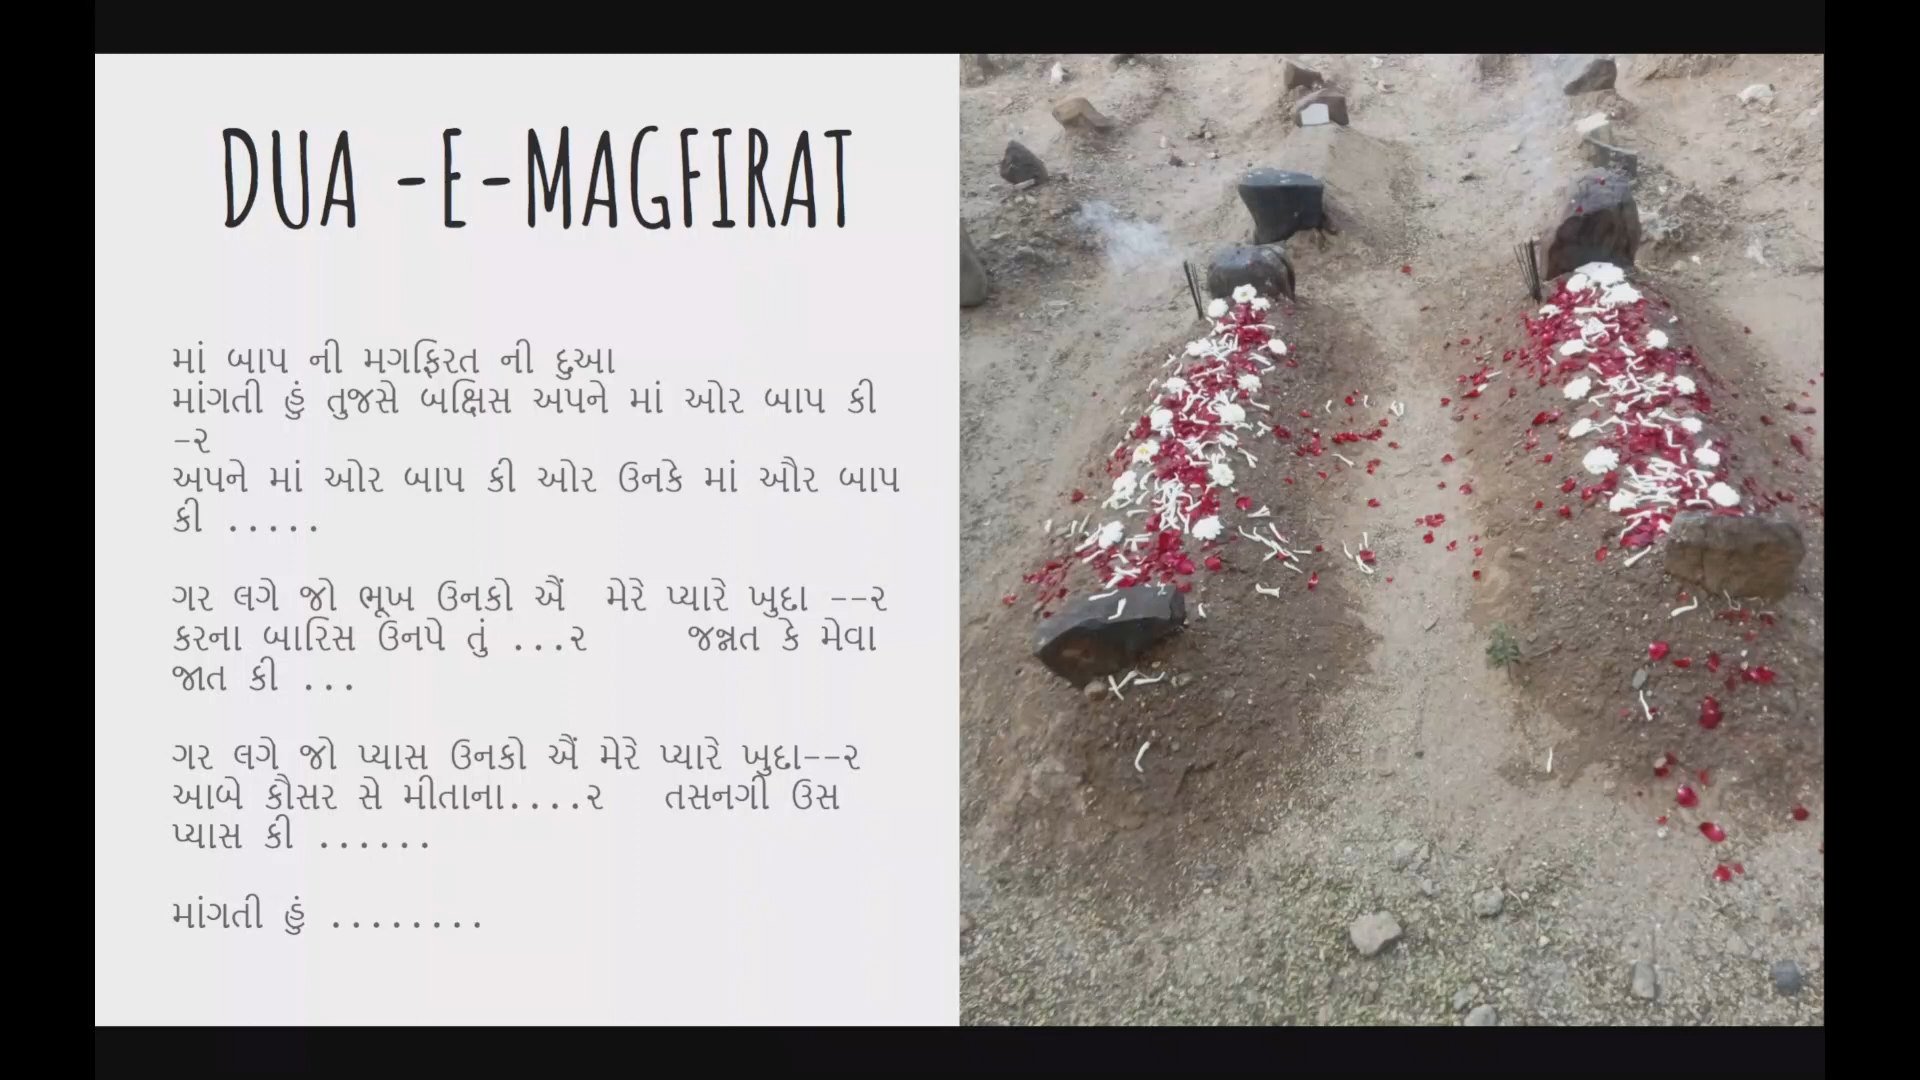 DUA -E-MAGFIRAT
માં બાપ ની મગફિરત ની દુઆ
માંગતી હું તુજસે બક્ષિસ અપને માં ઓર બાપ કી
-૨
અપને માં ઓર બાપ કી ઓર ઉનકે માં ઔર બાપ
કી .....
ગર લગે જો ભૂખ ઉનકો ઐં મેરે પ્યારે ખુદા --૨
કરના બારિસ ઉનપે તું ...૨ જન્નત કે મેવા
જાત કી ...
ગર લગે જો પ્યાસ ઉનકો ઐં મેરે પ્યારે ખુદા--૨
આબે કૌસર સે મીતાના....૨ તસનગી ઉસ
પ્યાસ કી ......
માંગતી હું ........